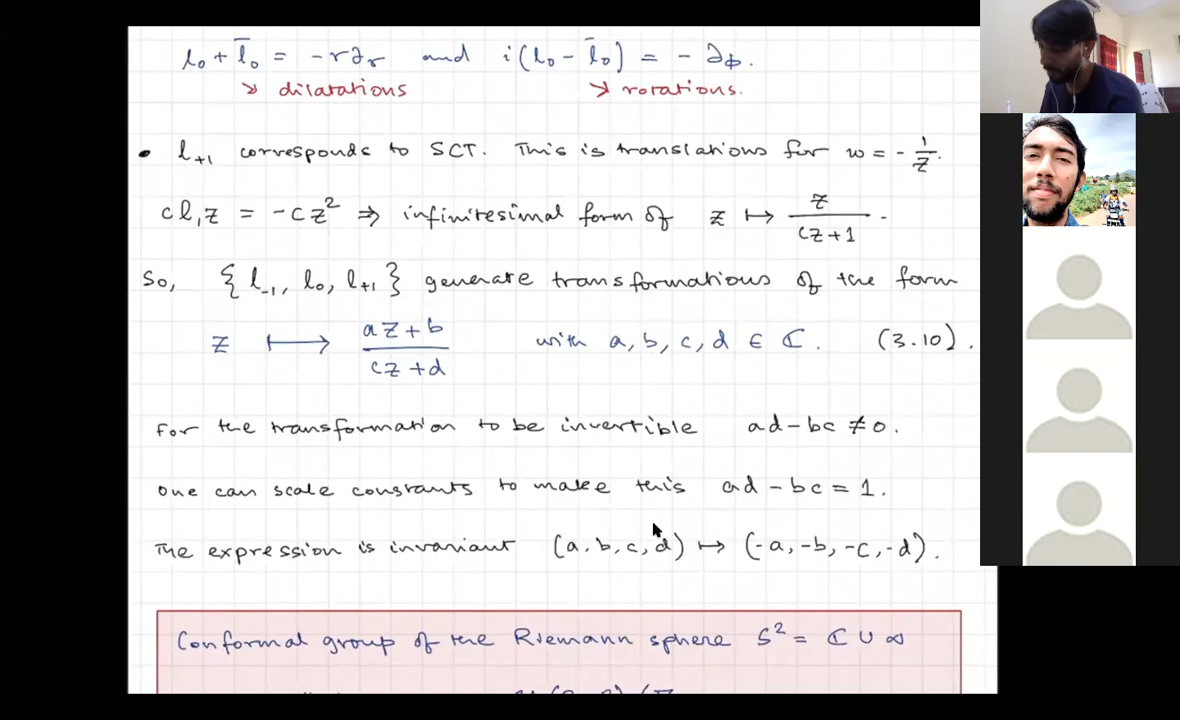 l₀ + l̄₀ = -r∂ᵣ and i(l₀ - l̄₀) = -∂ᵩ.
↘ dilatations ↘ rotations.
• l₊₁ corresponds to SCT. This is translations for w = -1/z.
cl₁z = -cz² ⇒ infinitesimal form of z ↦ z/(cz+1).
So, {l₋₁, l₀, l₊₁} generate transformations of the form
z ⟼ (az+b)/(cz+d) with a, b, c, d ∈ ℂ. (3.10).
For the transformation to be invertible ad-bc ≠ 0.
One can scale constants to make this ad-bc = 1.
The expression is invariant (a, b, c, d) ↦ (-a, -b, -c, -d).
Conformal group of the Riemann sphere S² = ℂ ∪ ∞